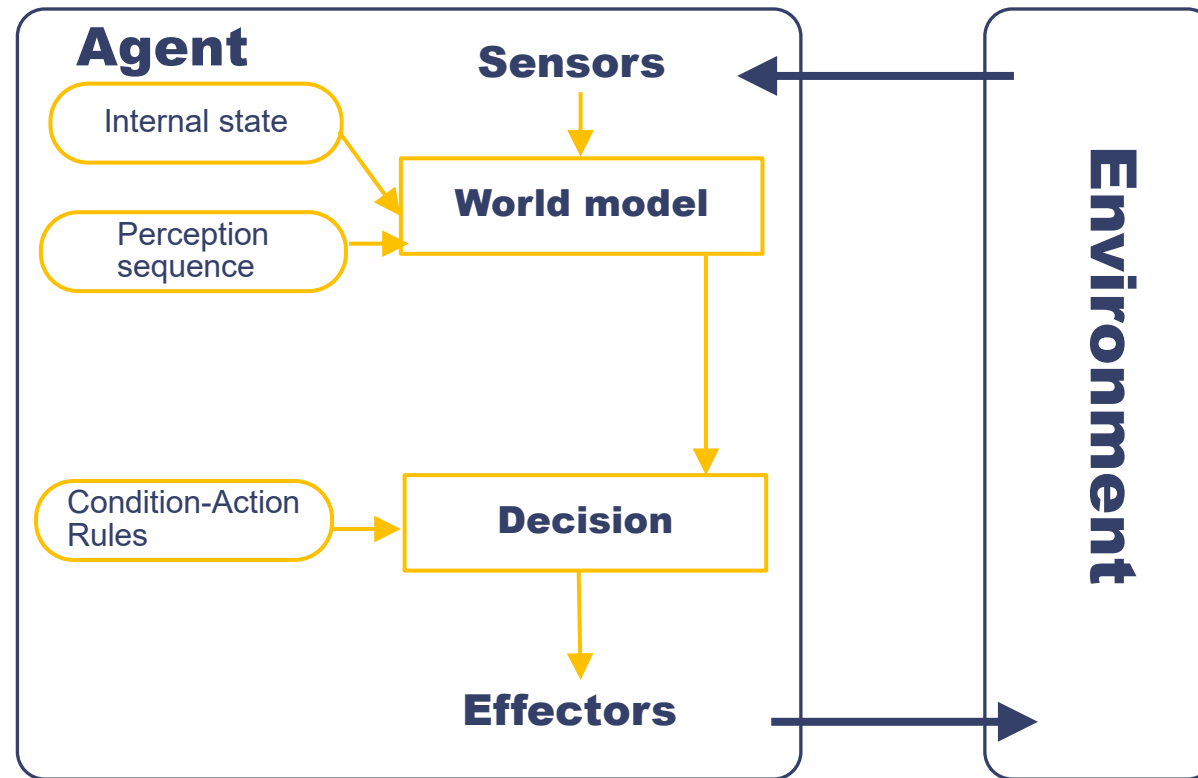 Agent
Sensors
Internal state
World model
Perception
sequence
Condition-Action
Rules
Decision
Effectors
Environment